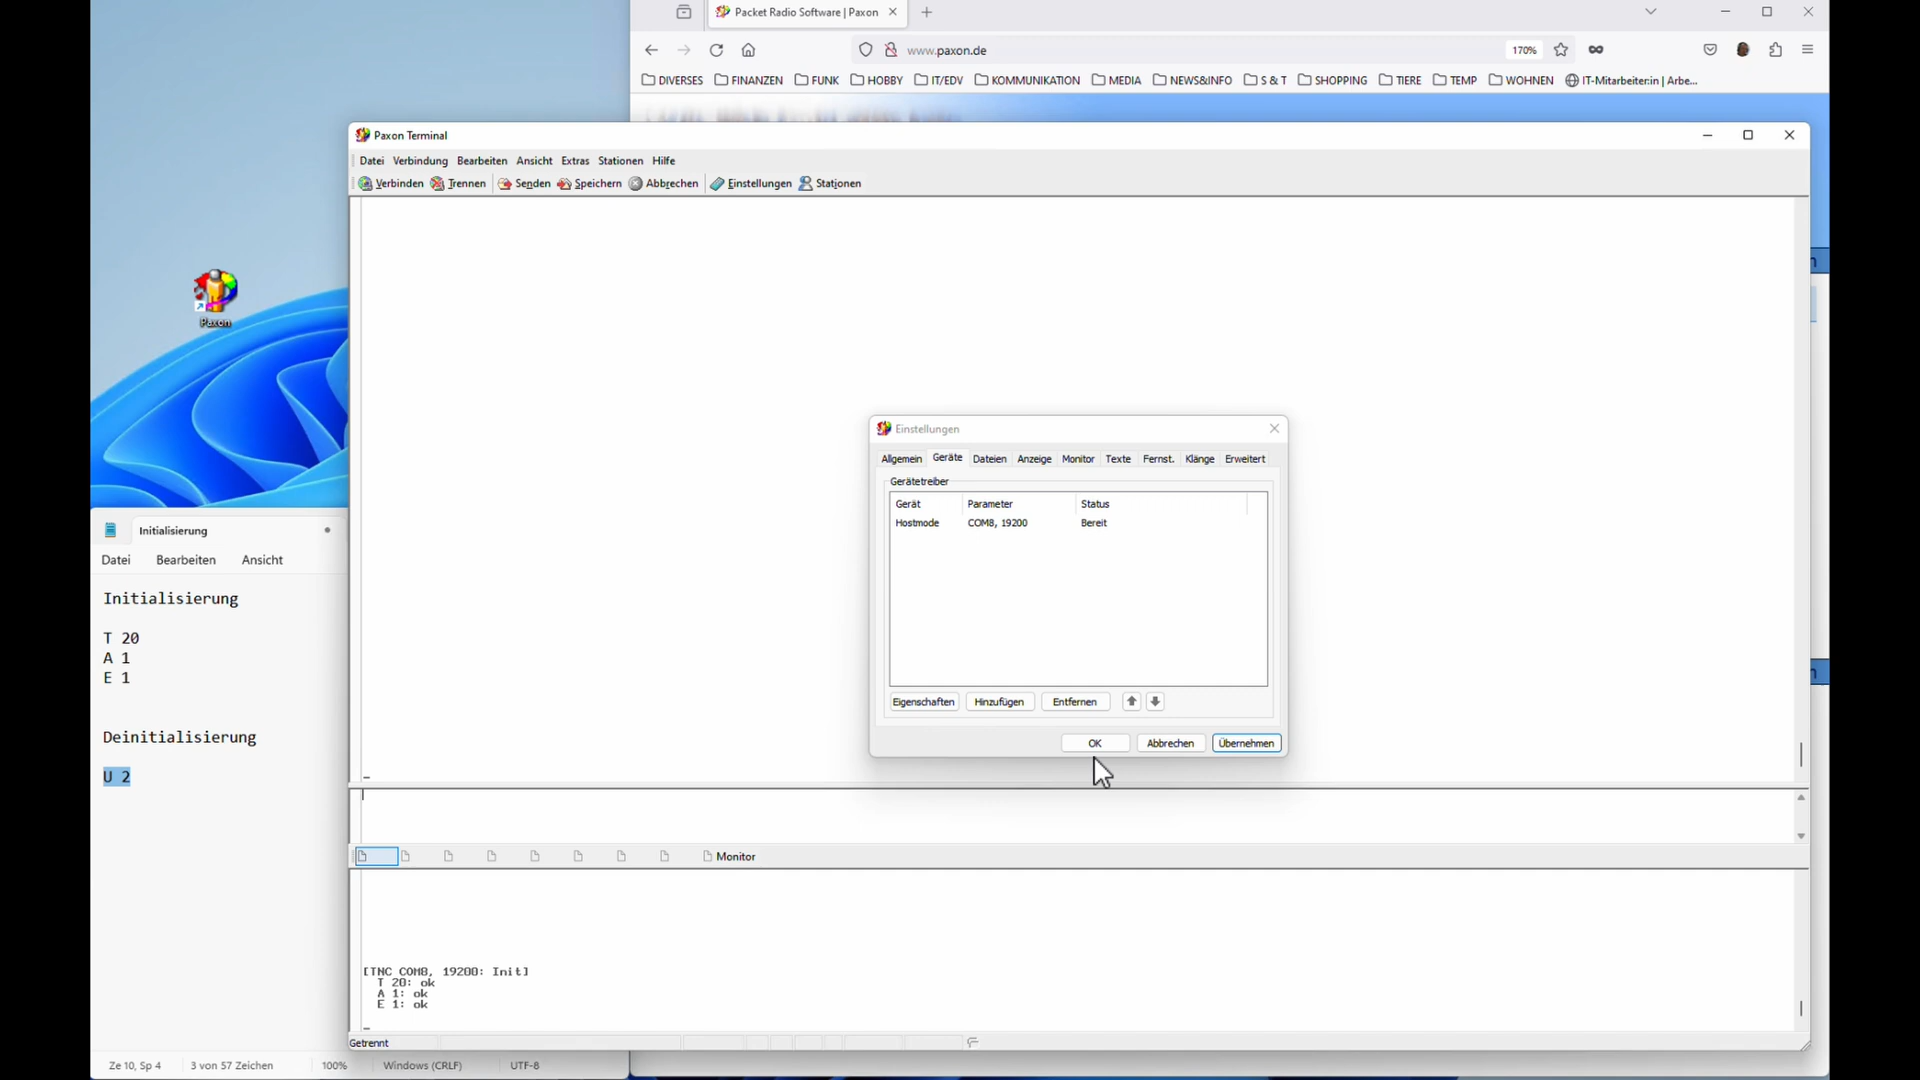 Packet Radio Software | Paxon
www.paxon.de
170%
DIVERSES FINANZEN FUNK HOBBY IT/EDV KOMMUNIKATION MEDIA NEWS&INFO S & T SHOPPING TIERE TEMP WOHNEN IT-Mitarbeiter:in | Arbe...
Paxon Terminal
Datei Verbindung Bearbeiten Ansicht Extras Stationen Hilfe
Verbinden Trennen Senden Speichern Abbrechen Einstellungen Stationen
Paxon
Einstellungen
Allgemein Geräte Dateien Anzeige Monitor Texte Fernst. Klänge Erweitert
Gerätetreiber
Gerät Parameter Status
Hostmode COM8, 19200 Bereit
Eigenschaften Hinzufügen Entfernen
OK Abbrechen Übernehmen
Initialisierung
Datei Bearbeiten Ansicht
Initialisierung
T 20
A 1
E 1
Deinitialisierung
U 2
Monitor
[TNC COM8, 19200: Init]
T 20: ok
A 1: ok
E 1: ok
Getrennt
Ze 10, Sp 4 3 von 57 Zeichen 100% Windows (CRLF) UTF-8